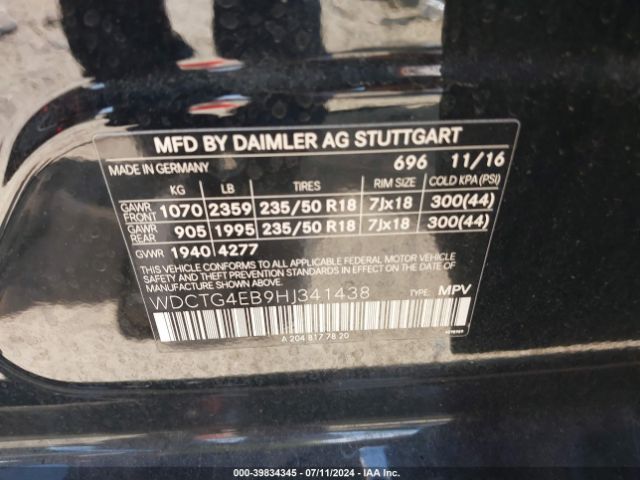 MFD BY DAIMLER AG STUTTGART
MADE IN GERMANY 696 11/16
KG LB TIRES RIM SIZE COLD KPA(PSI)
GAWR FRONT 1070 2359 235/50 R18 7Jx18 300(44)
GAWR REAR 905 1995 235/50 R18 7Jx18 300(44)
GVWR 1940 4277
THIS VEHICLE CONFORMS TO ALL APPLICABLE FEDERAL MOTOR VEHICLE
SAFETY AND THEFT PREVENTION STANDARDS IN EFFECT ON THE DATE OF
MANUFACTURE SHOWN ABOVE.
WDCTG4EB9HJ341438 TYPE: MPV
A 204 817 78 20
000-39834345 / 07/11/2024 - IAA Inc.